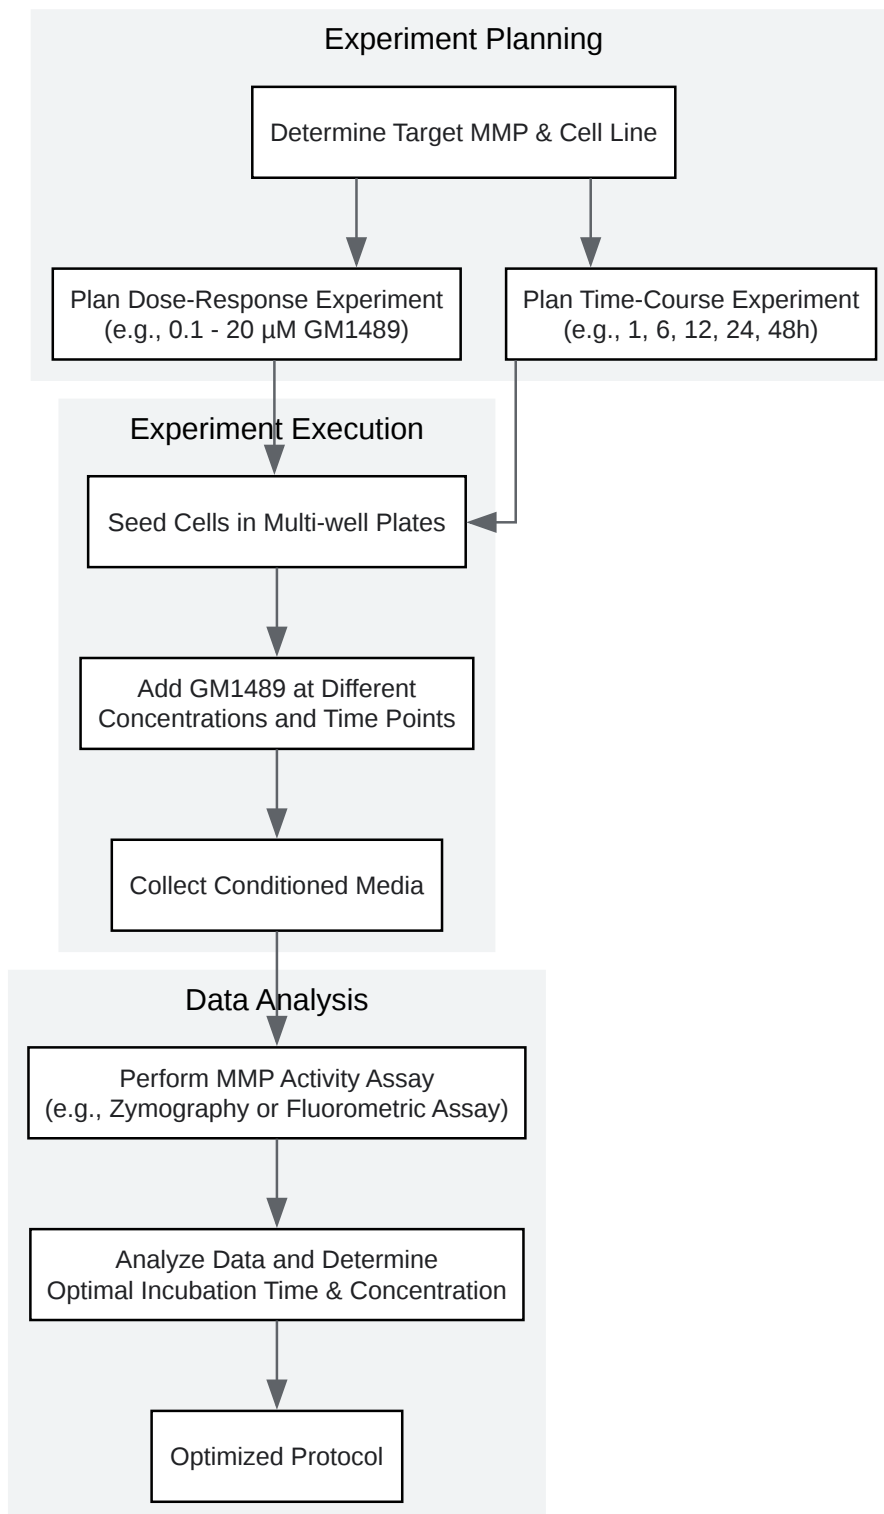 Experiment Planning
Determine Target MMP & Cell Line
Plan Dose-Response Experiment
(e.g., 0.1 - 20 µM GM1489)
Plan Time-Course Experiment
(e.g., 1, 6, 12, 24, 48h)
Experiment Execution
Seed Cells in Multi-well Plates
Add GM1489 at Different
Concentrations and Time Points
Collect Conditioned Media
Data Analysis
Perform MMP Activity Assay
(e.g., Zymography or Fluorometric Assay)
Analyze Data and Determine
Optimal Incubation Time & Concentration
Optimized Protocol